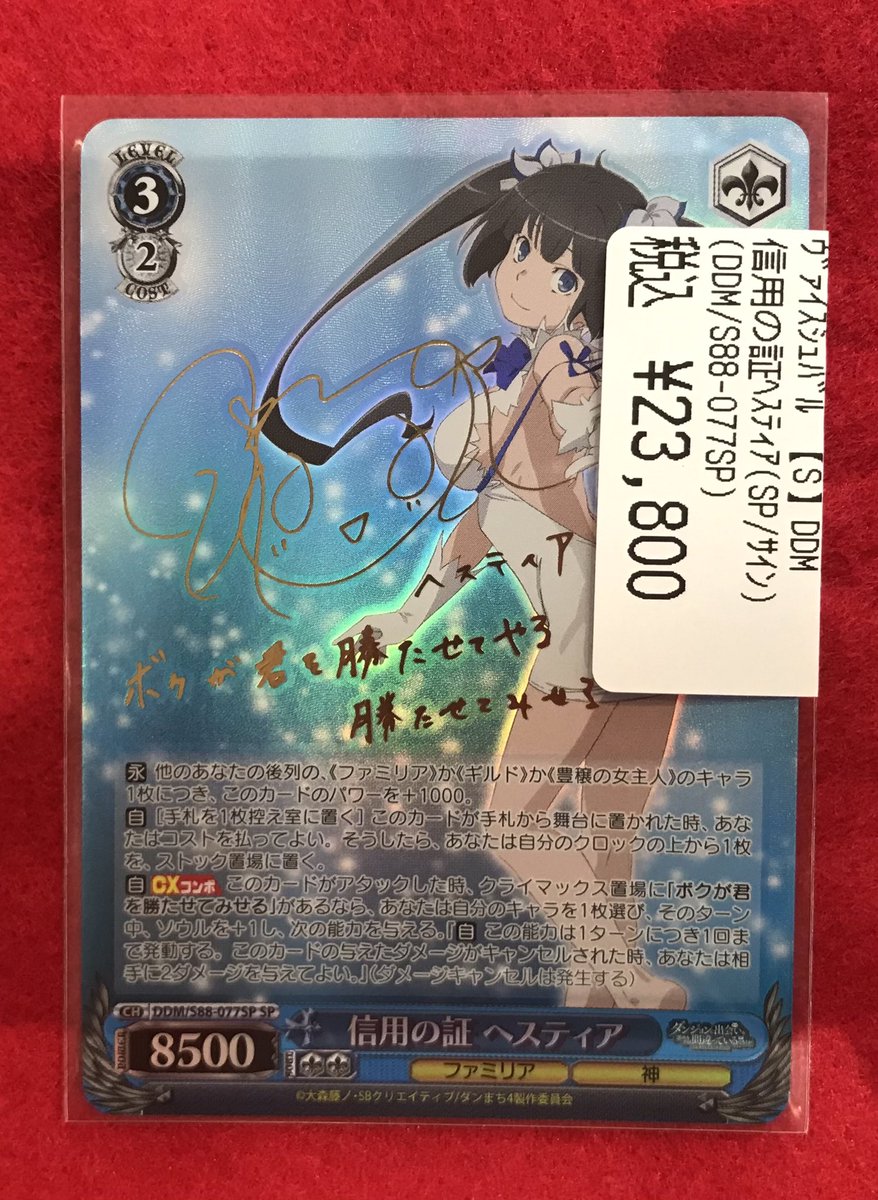 LEVEL
3
2
COST
ヴァイスシュバル 【S】DDM
信用の証ヘスティア(SP/サイン)
(DDM/S88-077SP)
税込 ¥23,800
ヘスティア
ボクが君を勝たせてやる
勝たせてみせる
永 他のあなたの後列の、《ファミリア》か《ギルド》か《豊穣の女主人》のキャラ
1枚につき、このカードのパワーを+1000。
自 [手札を1枚控え室に置く] このカードが手札から舞台に置かれた時、あな
たはコストを払ってよい。そうしたら、あなたは自分のクロックの上から1枚
を、ストック置場に置く。
自 CXコンボ このカードがアタックした時、クライマックス置場に「ボクが君
を勝たせてみせる」があるなら、あなたは自分のキャラを1枚選び、そのターン
中、ソウルを+1し、次の能力を与える。『自 この能力は1ターンにつき1回ま
で発動する。このカードの与えたダメージがキャンセルされた時、あなたは相
手に2ダメージを与えてよい。』(ダメージキャンセルは発生する)
CH DDM/S88-077SP SP
POWER
8500
信用の証 ヘスティア
ファミリア 神
©大森藤ノ・SBクリエイティブ/ダンまち4製作委員会